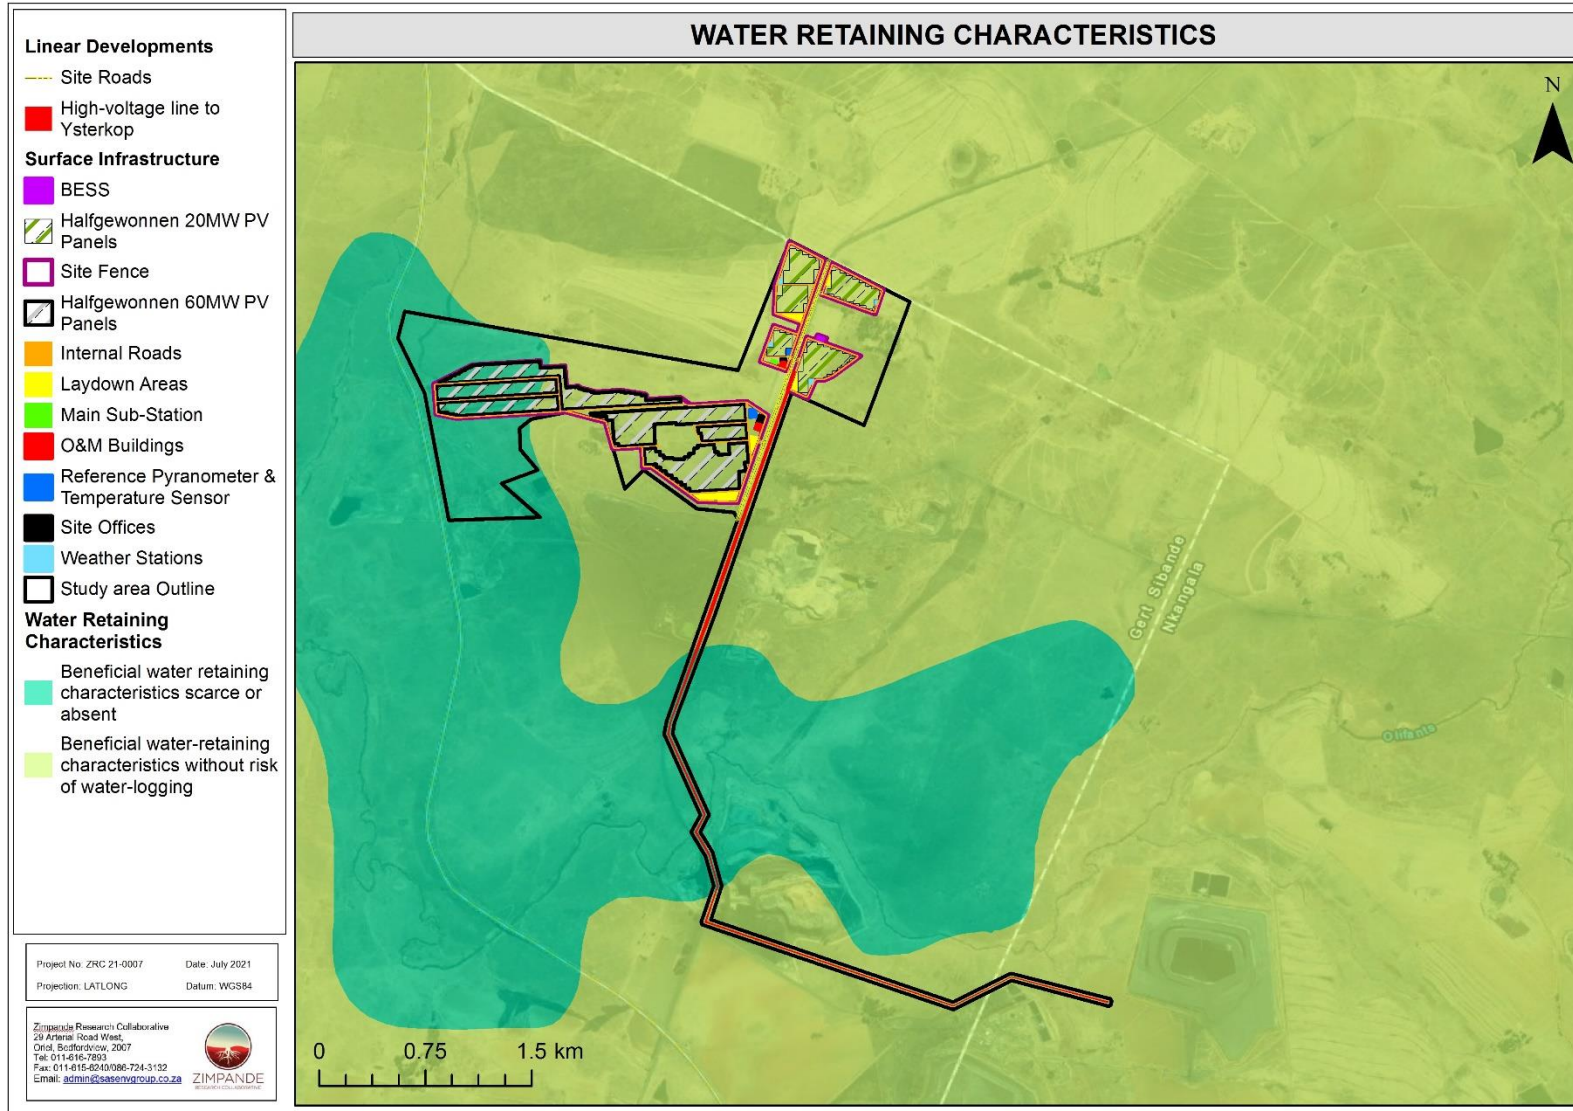 WATER RETAINING CHARACTERISTICS
Linear Developments
Site Roads
High-voltage line to
Ysterkop
Surface Infrastructure
BESS
Halfgewonnen 20MW PV
Panels
Site Fence
Halfgewonnen 60MW PV
Panels
Internal Roads
Laydown Areas
Main Sub-Station
O&M Buildings
Reference Pyranometer &
Temperature Sensor
Site Offices
Weather Stations
Study area Outline
Water Retaining
Characteristics
Beneficial water retaining
characteristics scarce or
absent
Beneficial water-retaining
characteristics without risk
of water-logging
Project No: ZRC 21-0007
Date: July 2021
Projection: LATLONG
Datum: WGS84
Zimpande Research Collaborative
29 Arterial Road West,
Oriel, Bedfordview, 2007
Tel: 011-616-7893
Fax: 011-615-6240/086-724-3132
Email: admin@sasenvgroup.co.za
ZIMPANDE
RESEARCH COLLABORATIVE
N
Gert Sibande
Nkangala
Olifants
0 0.75 1.5 km